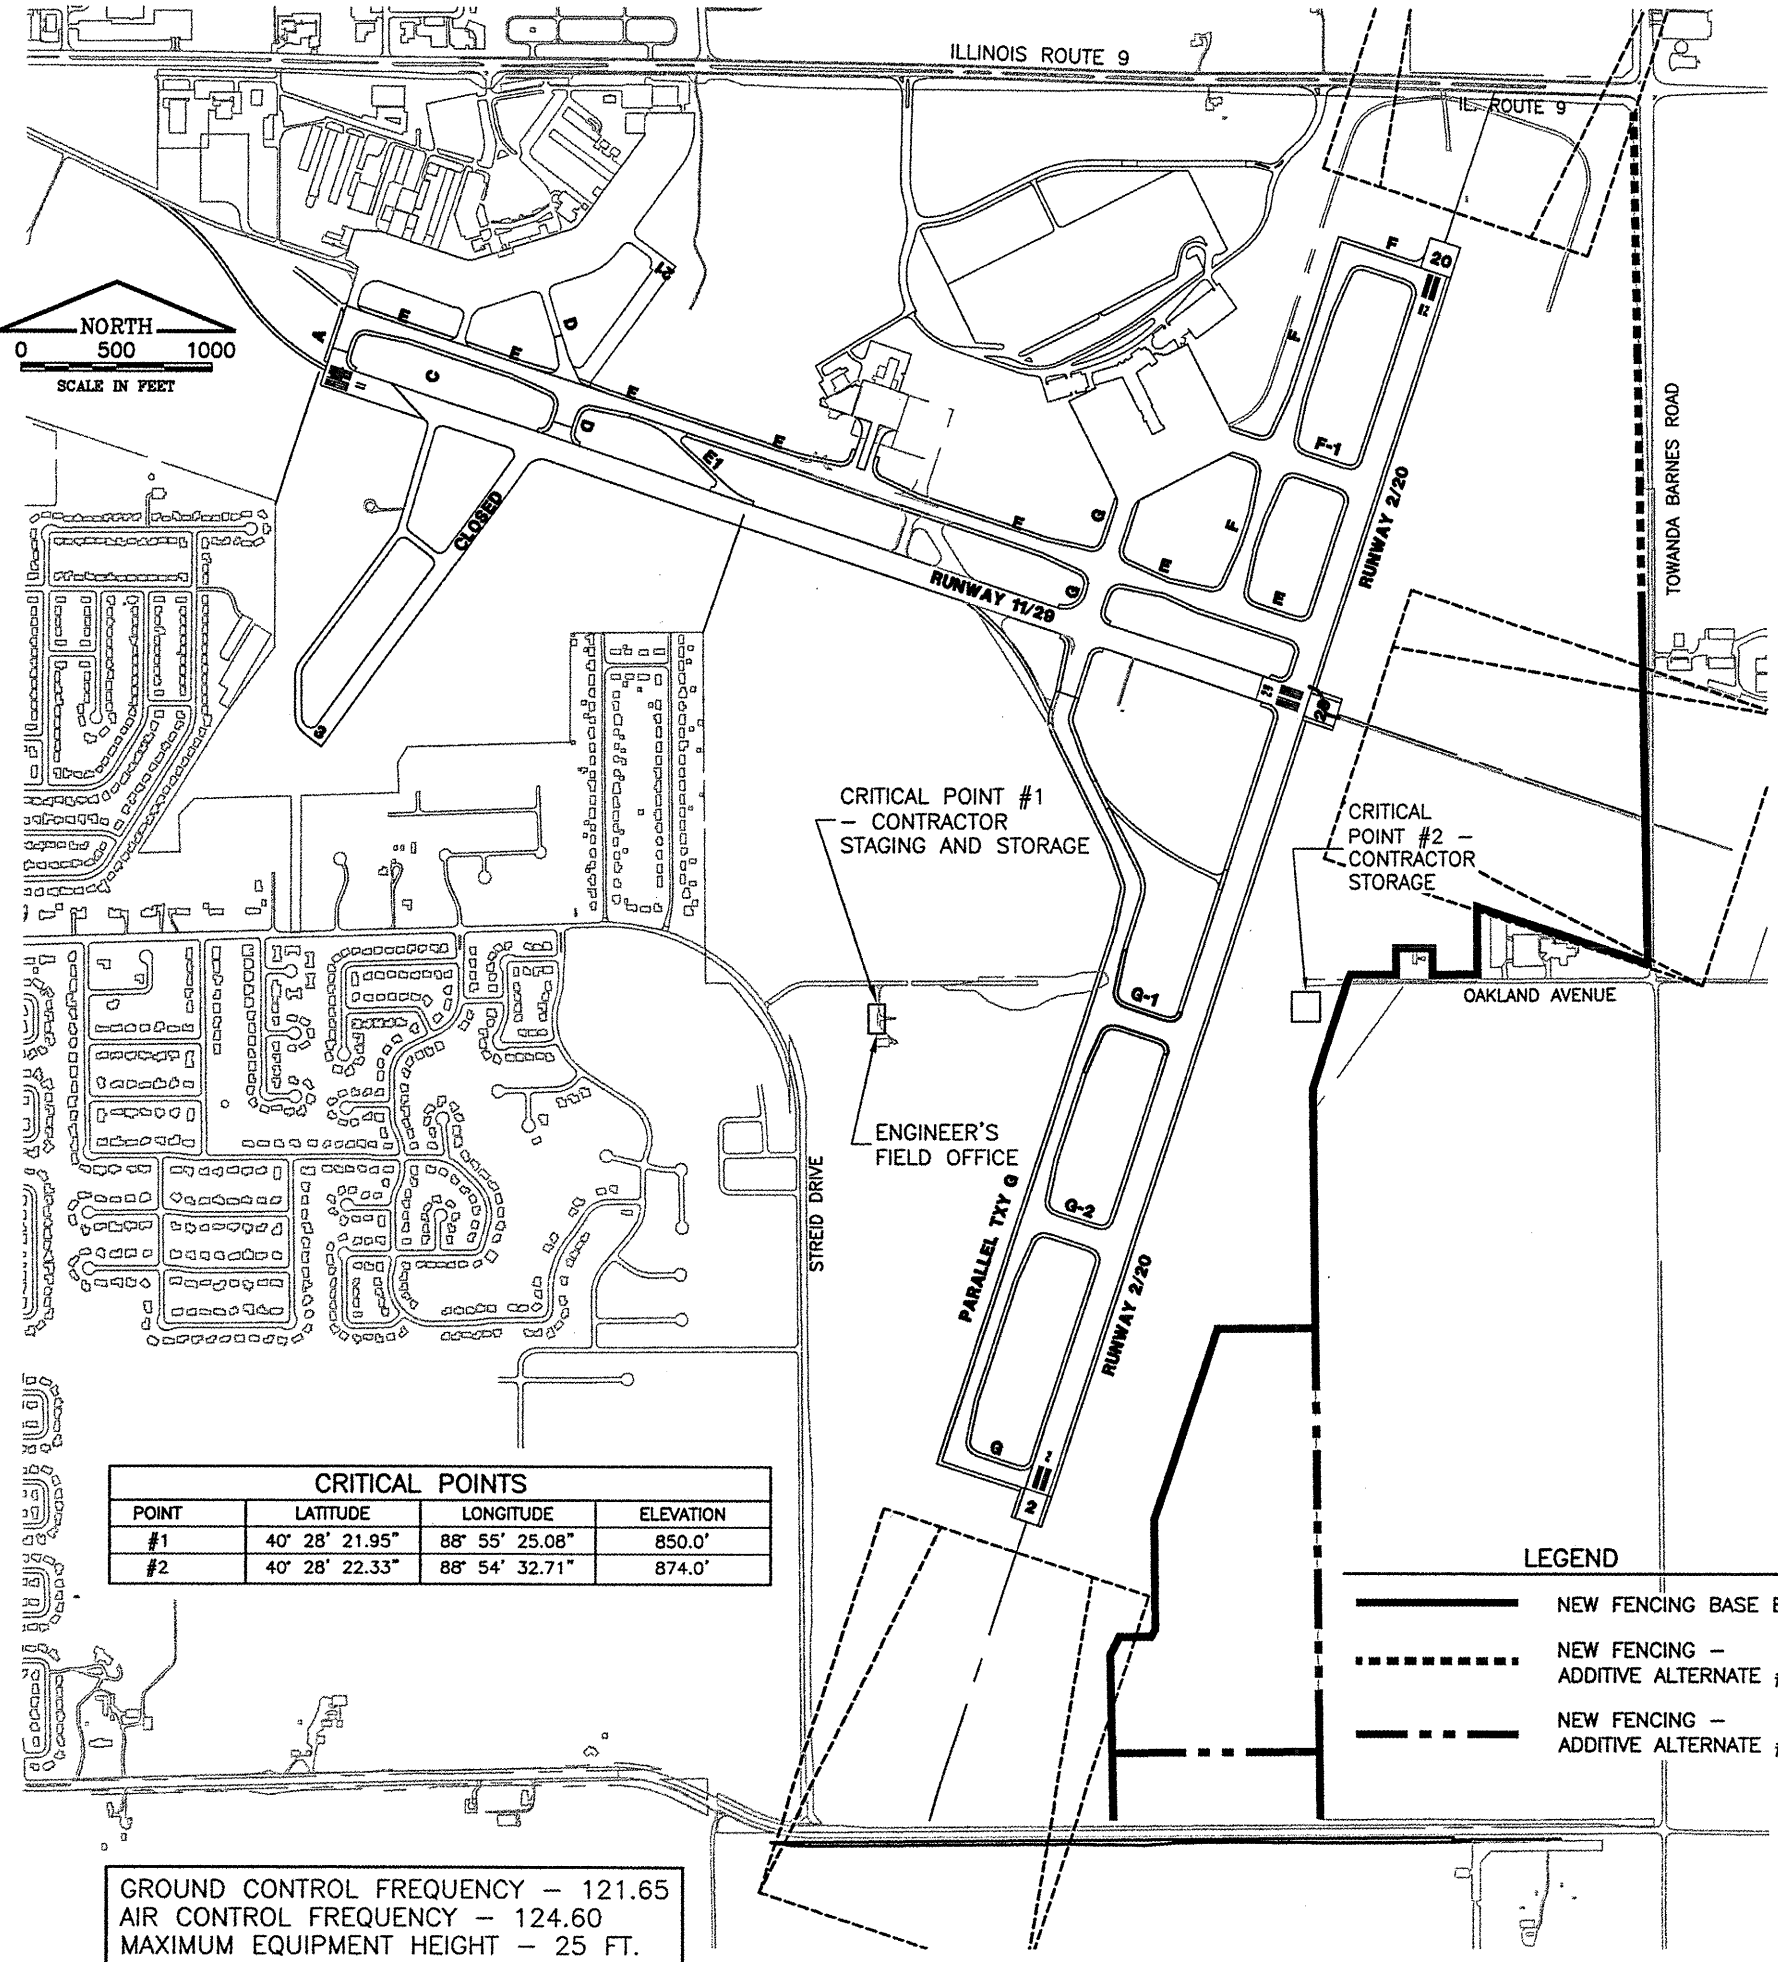 ILLINOIS ROUTE 9
IL. ROUTE 9
NORTH
0 500 1000
SCALE IN FEET
A
E
D
E
21
C
D
E
E1
E
E
G
G
CLOSED
3
RUNWAY 11/29
F
20
F
F-1
F
E
E
RUNWAY 2/20
29
TOWANDA BARNES ROAD
CRITICAL POINT #1
– CONTRACTOR
STAGING AND STORAGE
CRITICAL
POINT #2 –
CONTRACTOR
STORAGE
OAKLAND AVENUE
G-1
ENGINEER'S
FIELD OFFICE
STREID DRIVE
PARALLEL TXY G
G-2
RUNWAY 2/20
G
2
CRITICAL POINTS
POINT LATITUDE LONGITUDE ELEVATION
#1 40° 28' 21.95" 88° 55' 25.08" 850.0'
#2 40° 28' 22.33" 88° 54' 32.71" 874.0'
LEGEND
NEW FENCING BASE
NEW FENCING –
ADDITIVE ALTERNATE
NEW FENCING –
ADDITIVE ALTERNATE
GROUND CONTROL FREQUENCY – 121.65
AIR CONTROL FREQUENCY – 124.60
MAXIMUM EQUIPMENT HEIGHT – 25 FT.